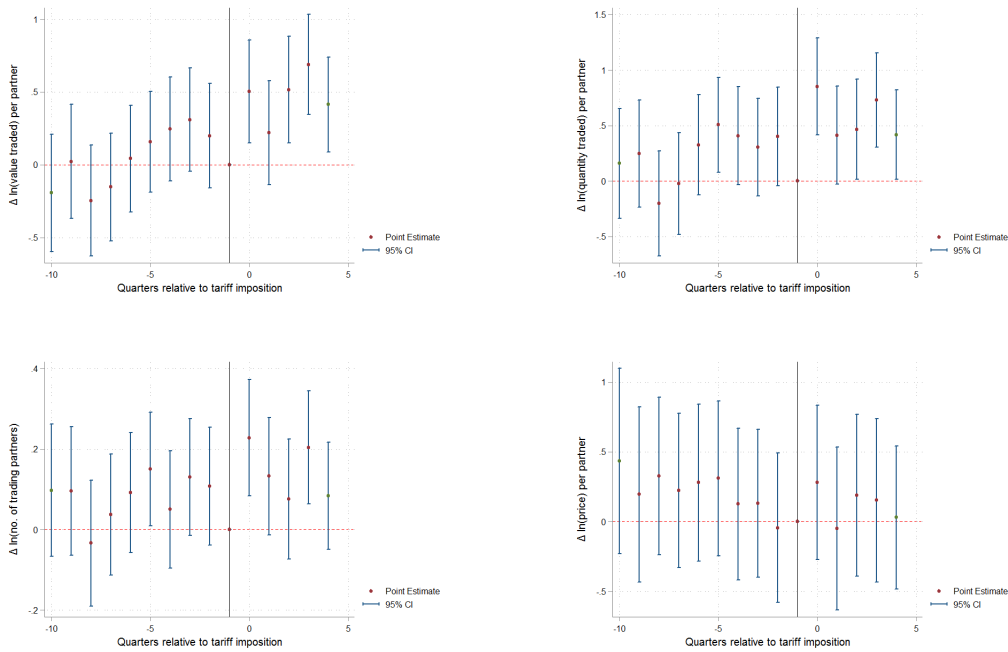 Δ ln(value traded) per partner
1
.5
0
-.5
-10
-5
0
5
Quarters relative to tariff imposition
Point Estimate
95% CI
Δ ln(quantity traded) per partner
1.5
1
.5
0
-.5
-10
-5
0
5
Quarters relative to tariff imposition
Point Estimate
95% CI
Δ ln(no. of trading partners)
.4
.2
0
-.2
-10
-5
0
5
Quarters relative to tariff imposition
Point Estimate
95% CI
Δ ln(price) per partner
1
.5
0
-.5
-10
-5
0
5
Quarters relative to tariff imposition
Point Estimate
95% CI